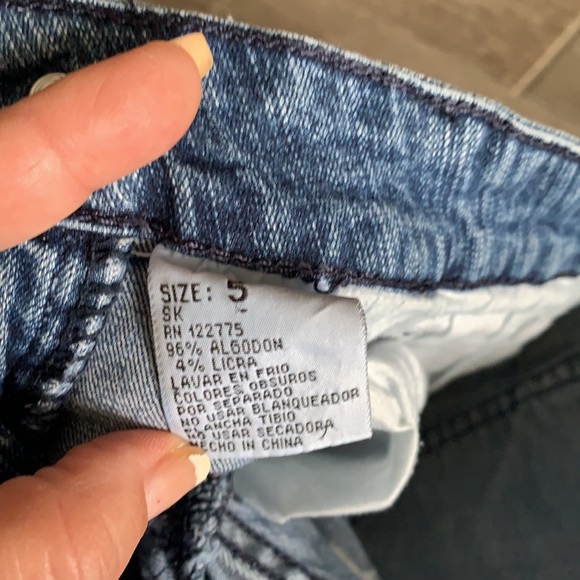 SIZE: 5
SK
RN 122775
96% ALGODON
4% LICRA
LAVAR EN FRIO
COLORES OBSUROS
POR SEPARADO
NO USAR BLANQUEADOR
NO ANCHA TIBIO
NO USAR SECADORA
HECHO IN CHINA